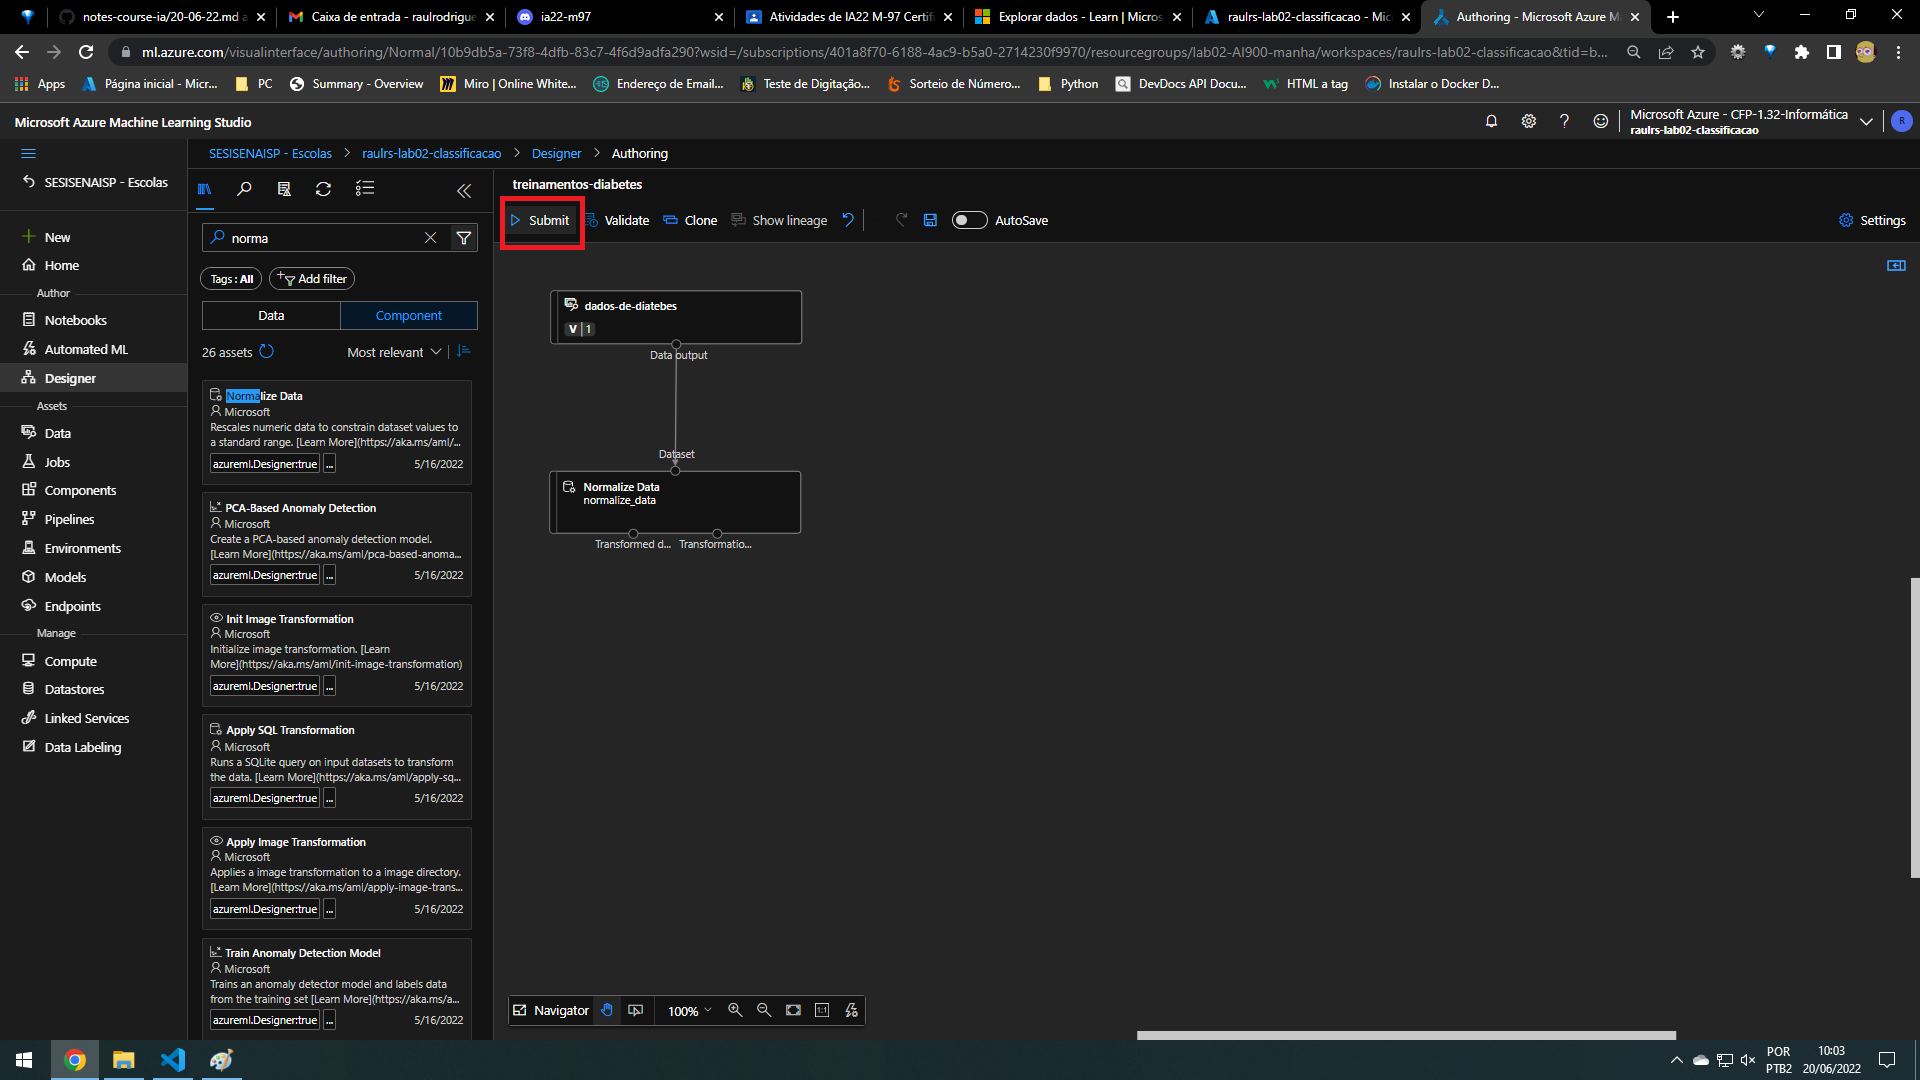 notes-course-ia/20-06-22.md a
Caixa de entrada - raulrodrigue
ia22-m97
Atividades de IA22 M-97 Certifi
Explorar dados - Learn | Micros
raulrs-lab02-classificacao - Mic
Authoring - Microsoft Azure M
ml.azure.com/visualinterface/authoring/Normal/10b9db5a-73f8-4dfb-83c7-4f6d9adfa290?wsid=/subscriptions/401a8f70-6188-4ac9-b5a0-2714230f9970/resourcegroups/lab02-AI900-manha/workspaces/raulrs-lab02-classificacao&tid=b...
Apps
Página inicial - Micr...
PC
Summary - Overview
Miro | Online White...
Endereço de Email...
Teste de Digitação...
Sorteio de Número...
Python
DevDocs API Docu...
HTML a tag
Instalar o Docker D...
Microsoft Azure Machine Learning Studio
Microsoft Azure - CFP-1.32-Informática
raulrs-lab02-classificacao
R
SESISENAISP - Escolas
New
Home
Author
Notebooks
Automated ML
Designer
Assets
Data
Jobs
Components
Pipelines
Environments
Models
Endpoints
Manage
Compute
Datastores
Linked Services
Data Labeling
SESISENAISP - Escolas > raulrs-lab02-classificacao > Designer > Authoring
norma
Tags : All
Add filter
Data
Component
26 assets
Most relevant
Normalize Data
Microsoft
Rescales numeric data to constrain dataset values to
a standard range. [Learn More](https://aka.ms/aml/...
azureml.Designer:true ... 5/16/2022
PCA-Based Anomaly Detection
Microsoft
Create a PCA-based anomaly detection model.
[Learn More](https://aka.ms/aml/pca-based-anoma...
azureml.Designer:true ... 5/16/2022
Init Image Transformation
Microsoft
Initialize image transformation. [Learn
More](https://aka.ms/aml/init-image-transformation)
azureml.Designer:true ... 5/16/2022
Apply SQL Transformation
Microsoft
Runs a SQLite query on input datasets to transform
the data. [Learn More](https://aka.ms/aml/apply-sq...
azureml.Designer:true ... 5/16/2022
Apply Image Transformation
Microsoft
Applies a image transformation to a image directory.
[Learn More](https://aka.ms/aml/apply-image-trans...
azureml.Designer:true ... 5/16/2022
Train Anomaly Detection Model
Microsoft
Trains an anomaly detector model and labels data
from the training set [Learn More](https://aka.ms/a...
azureml.Designer:true ... 5/16/2022
treinamentos-diabetes
Submit
Validate
Clone
Show lineage
AutoSave
Settings
dados-de-diatebes
V | 1
Data output
Dataset
Normalize Data
normalize_data
Transformed d...
Transformatio...
Navigator
100%
1:1
POR
PTB2
10:03
20/06/2022